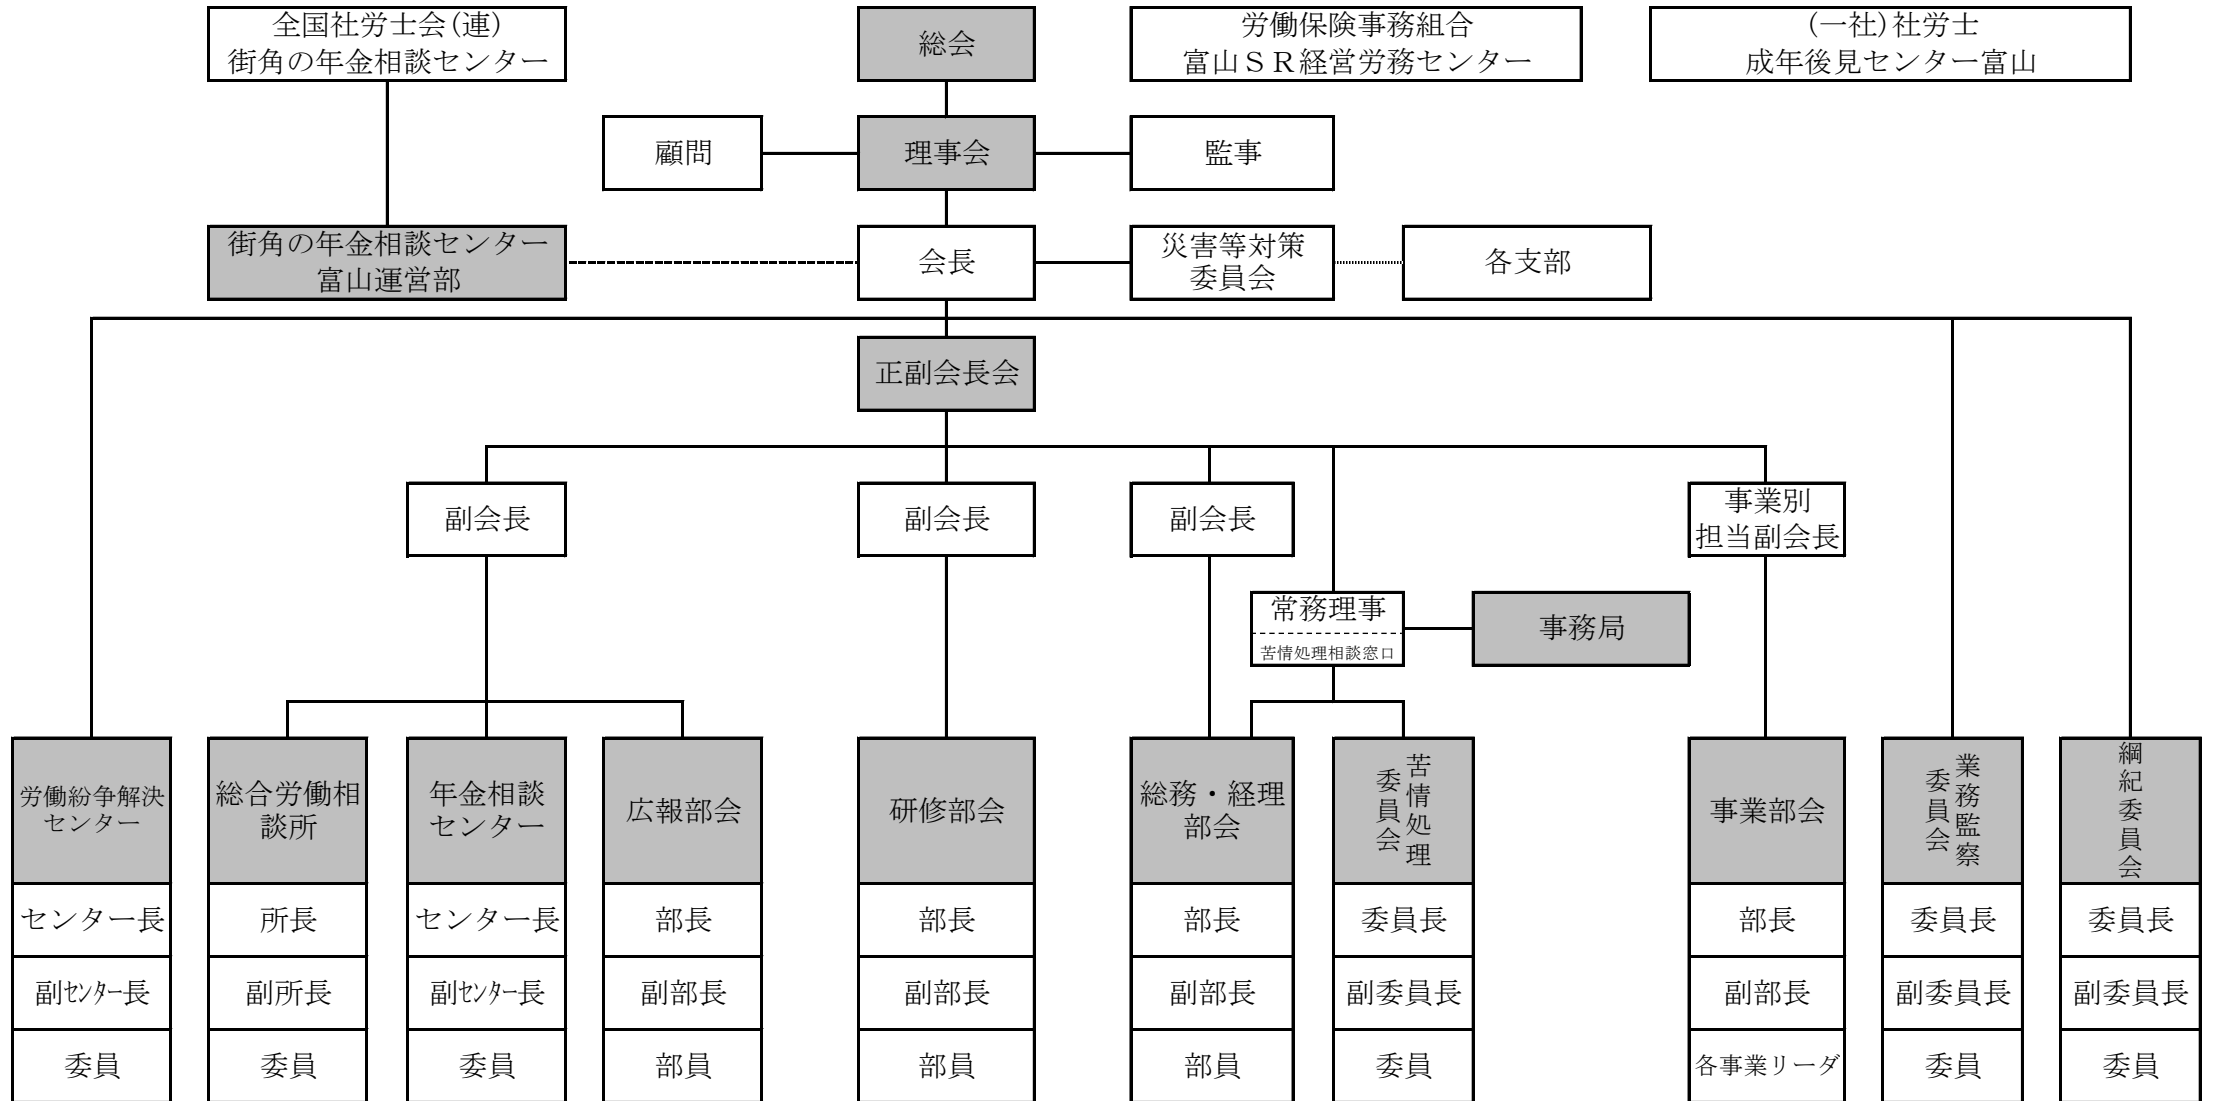 全国社労士会(連)
街角の年金相談センター
総会
労働保険事務組合
富山ＳＲ経営労務センター
(一社)社労士
成年後見センター富山
顧問
理事会
監事
街角の年金相談センター
富山運営部
会長
災害等対策
委員会
各支部
正副会長会
副会長
副会長
副会長
事業別
担当副会長
常務理事
苦情処理相談窓口
事務局
労働紛争解決
センター
総合労働相
談所
年金相談
センター
広報部会
研修部会
総務・経理
部会
苦情処理
委員会
事業部会
業務監察
委員会
綱紀委員会
センター長
所長
センター長
部長
部長
部長
委員長
部長
委員長
委員長
副ｾﾝﾀｰ長
副所長
副ｾﾝﾀｰ長
副部長
副部長
副部長
副委員長
副部長
副委員長
副委員長
委員
委員
委員
部員
部員
部員
委員
各事業リーダ
委員
委員